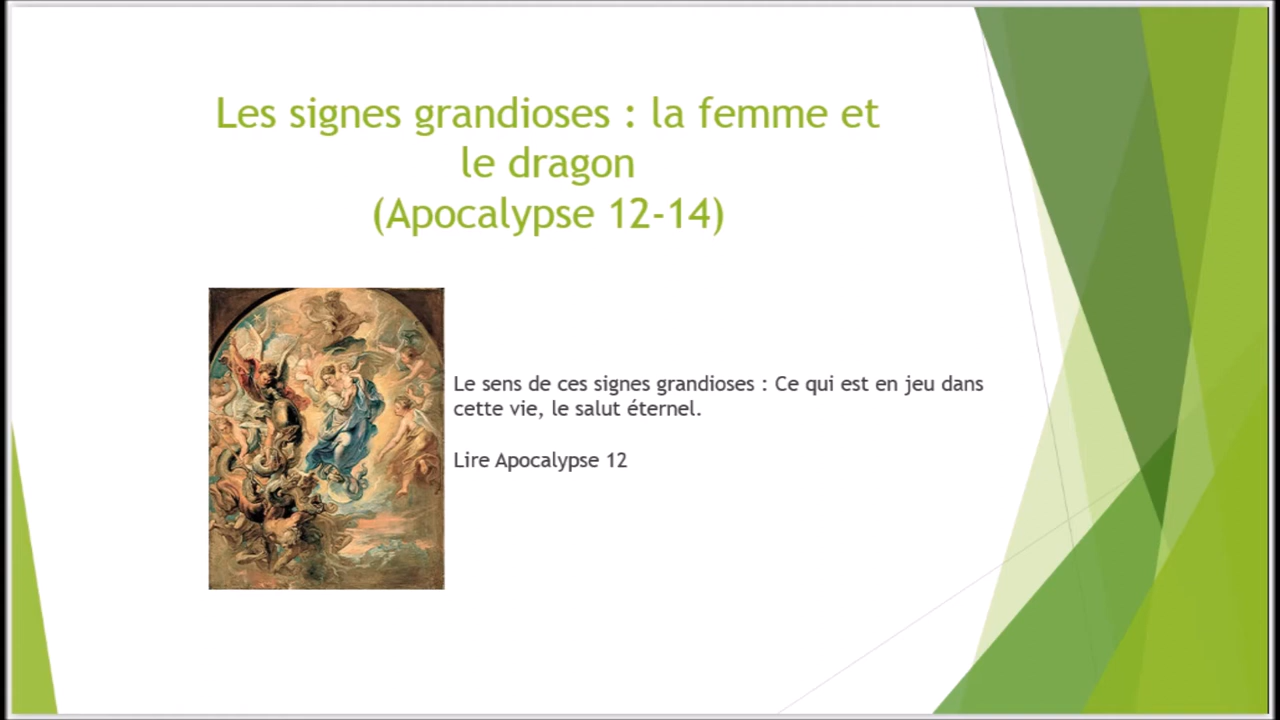 Les signes grandioses : la femme et
le dragon
(Apocalypse 12-14)
Le sens de ces signes grandioses : Ce qui est en jeu dans
cette vie, le salut éternel.
Lire Apocalypse 12